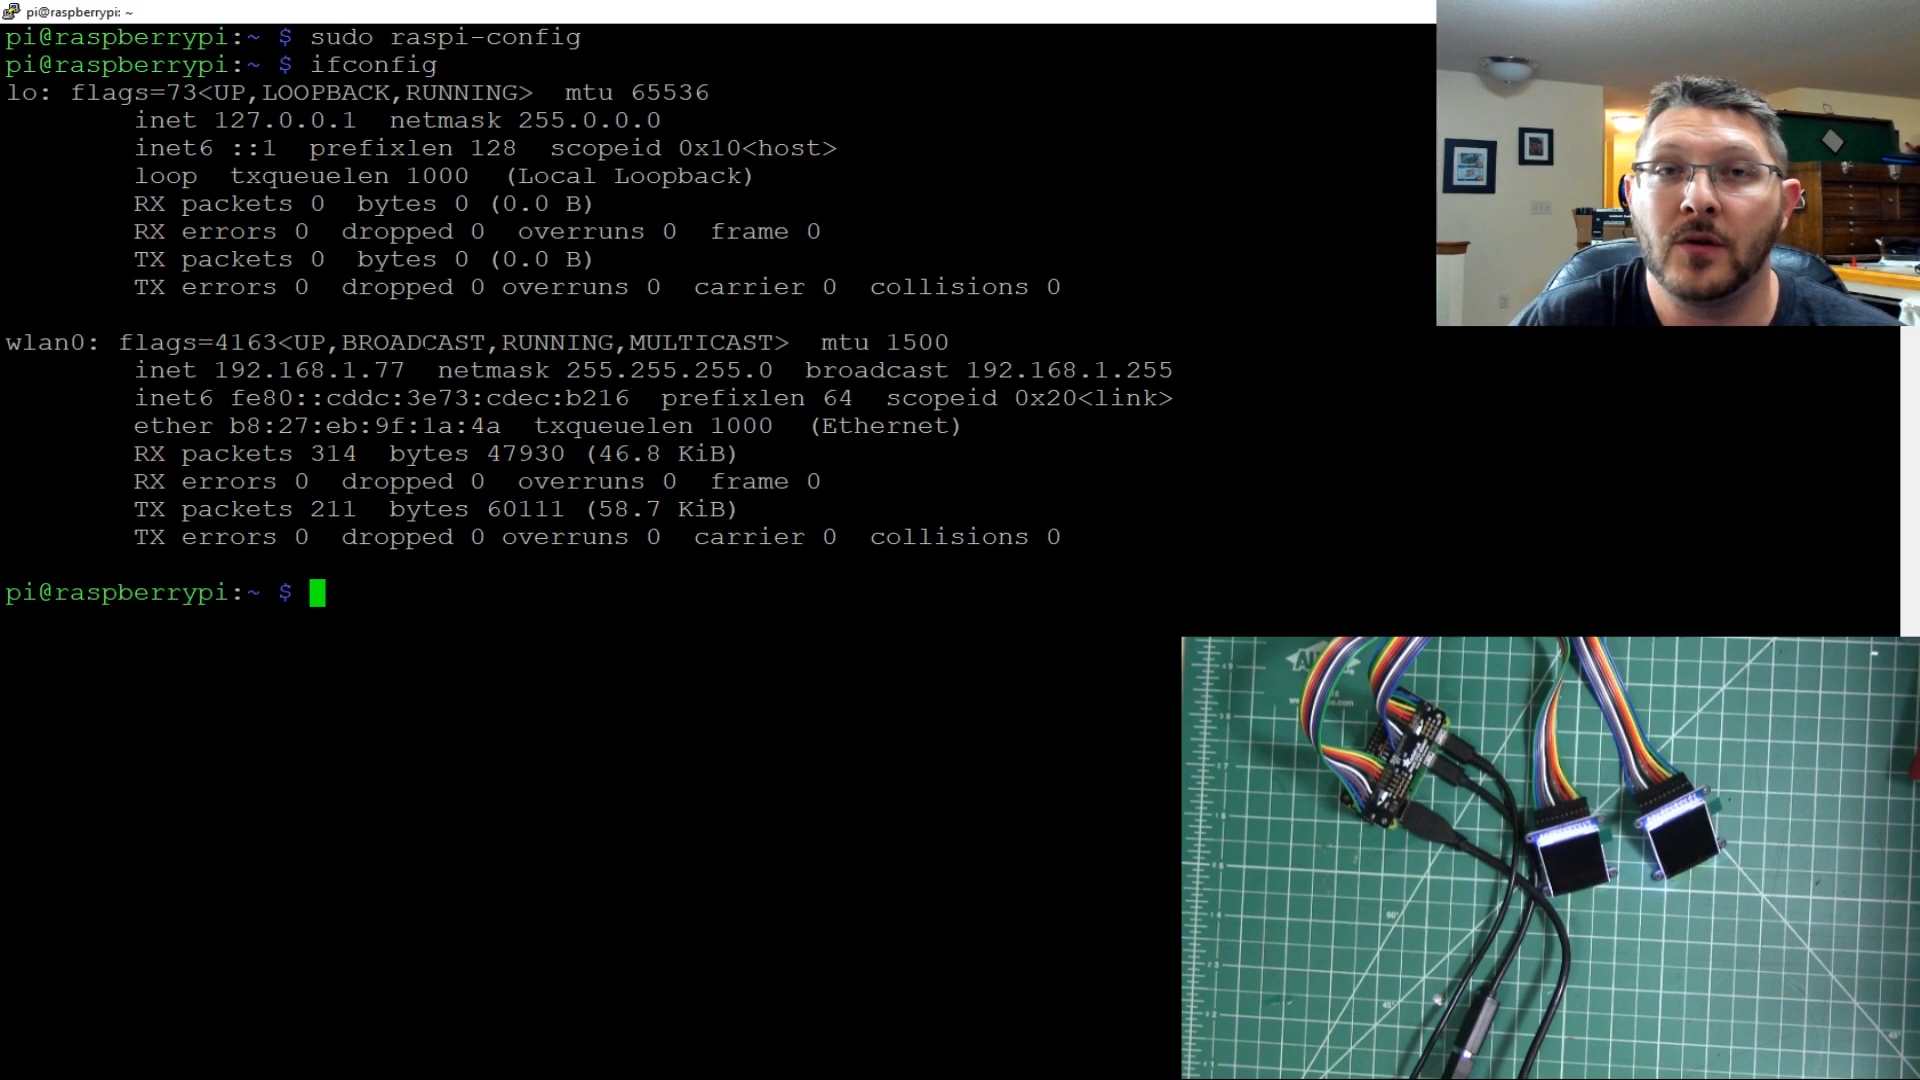 pi@raspberrypi: ~
pi@raspberrypi:~ $ sudo raspi-config
pi@raspberrypi:~ $ ifconfig
lo: flags=73<UP,LOOPBACK,RUNNING>  mtu 65536
        inet 127.0.0.1  netmask 255.0.0.0
        inet6 ::1  prefixlen 128  scopeid 0x10<host>
        loop  txqueuelen 1000  (Local Loopback)
        RX packets 0  bytes 0 (0.0 B)
        RX errors 0  dropped 0  overruns 0  frame 0
        TX packets 0  bytes 0 (0.0 B)
        TX errors 0  dropped 0 overruns 0  carrier 0  collisions 0
wlan0: flags=4163<UP,BROADCAST,RUNNING,MULTICAST>  mtu 1500
        inet 192.168.1.77  netmask 255.255.255.0  broadcast 192.168.1.255
        inet6 fe80::cddc:3e73:cdec:b216  prefixlen 64  scopeid 0x20<link>
        ether b8:27:eb:9f:1a:4a  txqueuelen 1000  (Ethernet)
        RX packets 314  bytes 47930 (46.8 KiB)
        RX errors 0  dropped 0  overruns 0  frame 0
        TX packets 211  bytes 60111 (58.7 KiB)
        TX errors 0  dropped 0 overruns 0  carrier 0  collisions 0
pi@raspberrypi:~ $